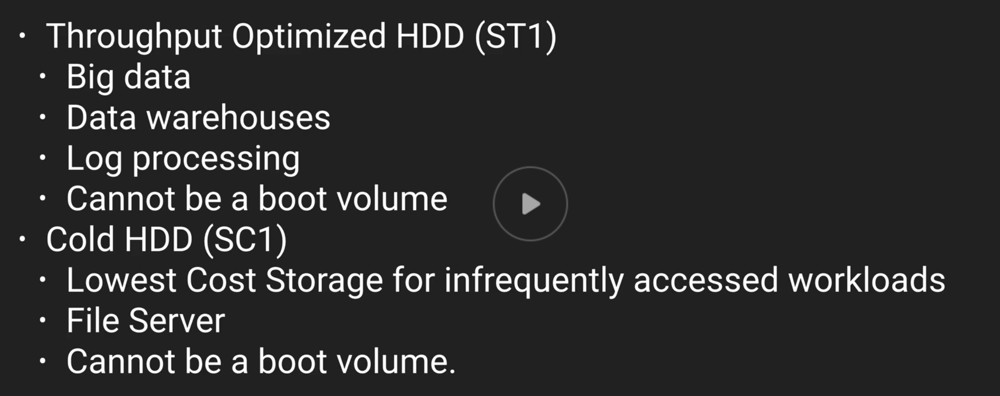 • Throughput Optimized HDD (ST1)
• Big data
• Data warehouses
• Log processing
• Cannot be a boot volume
• Cold HDD (SC1)
• Lowest Cost Storage for infrequently accessed workloads
• File Server
• Cannot be a boot volume.